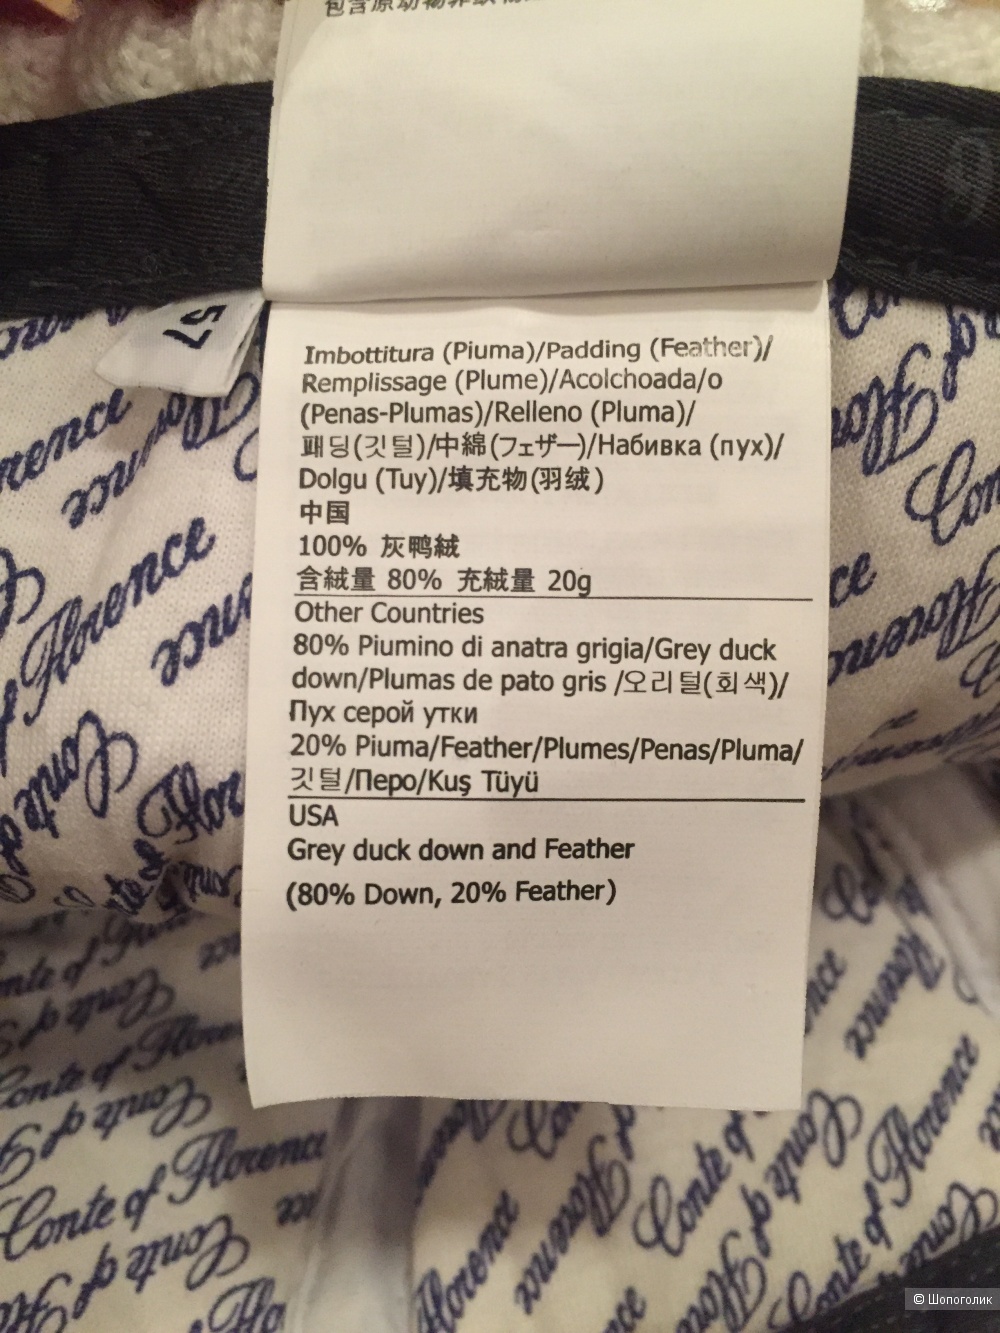 57
Imbottitura (Piuma)/Padding (Feather)/
Remplissage (Plume)/Acolchoada/o
(Penas-Plumas)/Relleno (Pluma)/
패딩(깃털)/中綿(フェザー)/Набивка (пух)/
Dolgu (Tuy)/填充物(羽绒)
中国
100% 灰鸭絨
含絨量 80% 充絨量 20g
Other Countries
80% Piumino di anatra grigia/Grey duck
down/Plumas de pato gris /오리털(회색)/
Пух серой утки
20% Piuma/Feather/Plumes/Penas/Pluma/
깃털/Перо/Kuş Tüyü
USA
Grey duck down and Feather
(80% Down, 20% Feather)
Conte of Florence
Conte of Florence
© Шопоголик